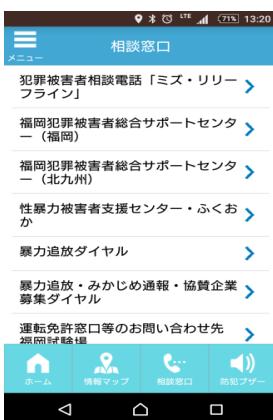 LTE 71% 13:20
メニュー
相談窓口
犯罪被害者相談電話「ミズ・リリー
フライン」
福岡犯罪被害者総合サポートセンタ
ー（福岡）
福岡犯罪被害者総合サポートセンタ
ー（北九州）
性暴力被害者支援センター・ふくお
か
暴力追放ダイヤル
暴力追放・みかじめ通報・協賛企業
募集ダイヤル
運転免許窓口等のお問い合わせ先
福岡試験場
ホーム 情報マップ 相談窓口 防犯ブザー